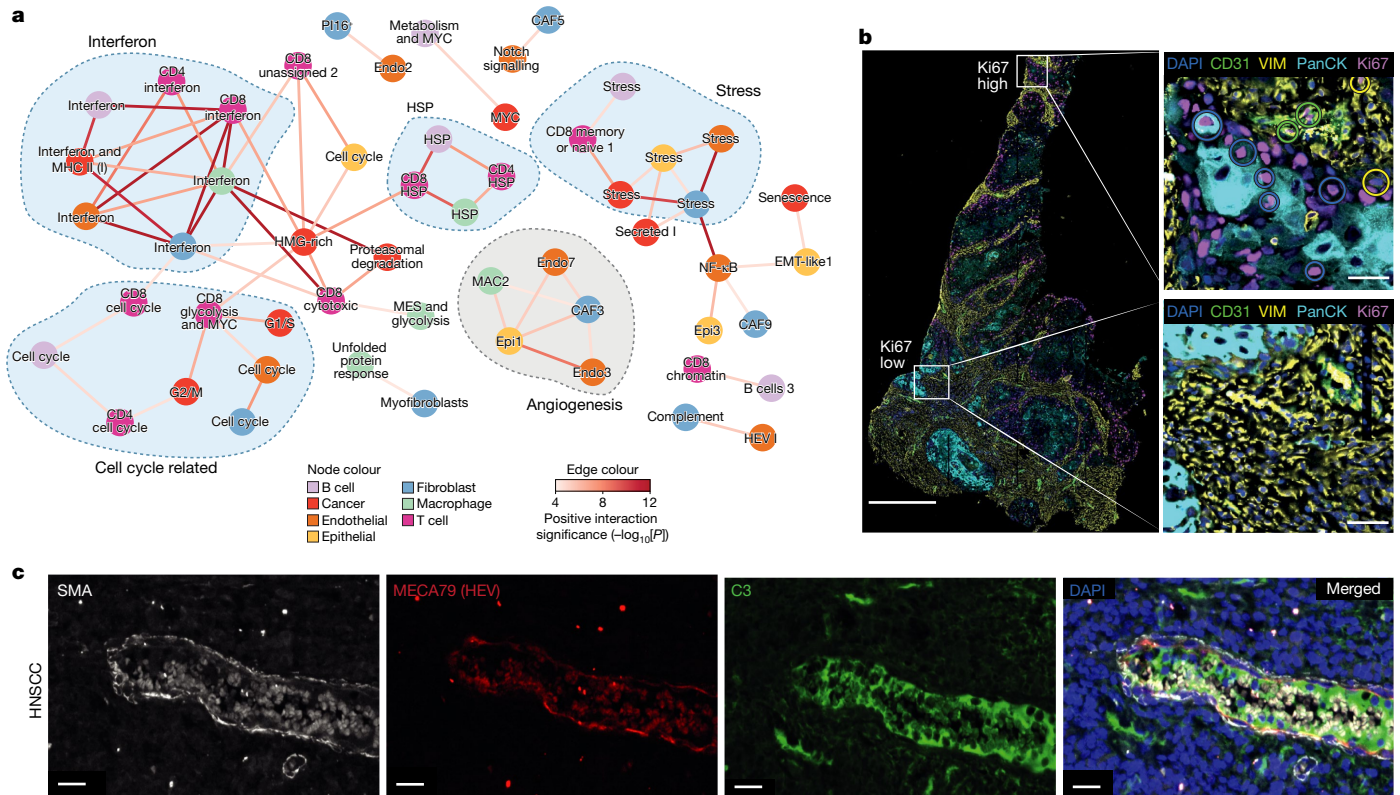 a
Interferon
CD4
interferon
Interferon
CD8
interferon
Interferon and
MHC II (I)
Interferon
Interferon
Interferon
CD8
unassigned 2
PI16
Endo2
Metabolism
and MYC
MYC
CAF5
Notch
signalling
Cell cycle
HSP
HSP
CD8
HSP
CD4
HSP
HSP
Stress
Stress
CD8 memory
or naive 1
Stress
Stress
Stress
Stress
Secreted I
Senescence
NF-κB
EMT-like1
Epi3
CAF9
HMG-rich
Proteasomal
degradation
CD8
cytotoxic
MES and
glycolysis
CD8
cell cycle
CD8
glycolysis
and MYC
G1/S
Cell cycle
Cell cycle
G2/M
CD4
cell cycle
Cell cycle
Cell cycle related
Unfolded
protein
response
Myofibroblasts
MAC2
Endo7
CAF3
Epi1
Endo3
Angiogenesis
CD8
chromatin
B cells 3
Complement
HEV I
Node colour
B cell
Cancer
Endothelial
Epithelial
Fibroblast
Macrophage
T cell
Edge colour
4 8 12
Positive interaction
significance (–log10[P])
b
Ki67
high
Ki67
low
DAPI CD31 VIM PanCK Ki67
DAPI CD31 VIM PanCK Ki67
c
HNSCC
SMA
MECA79 (HEV)
C3
DAPI
Merged